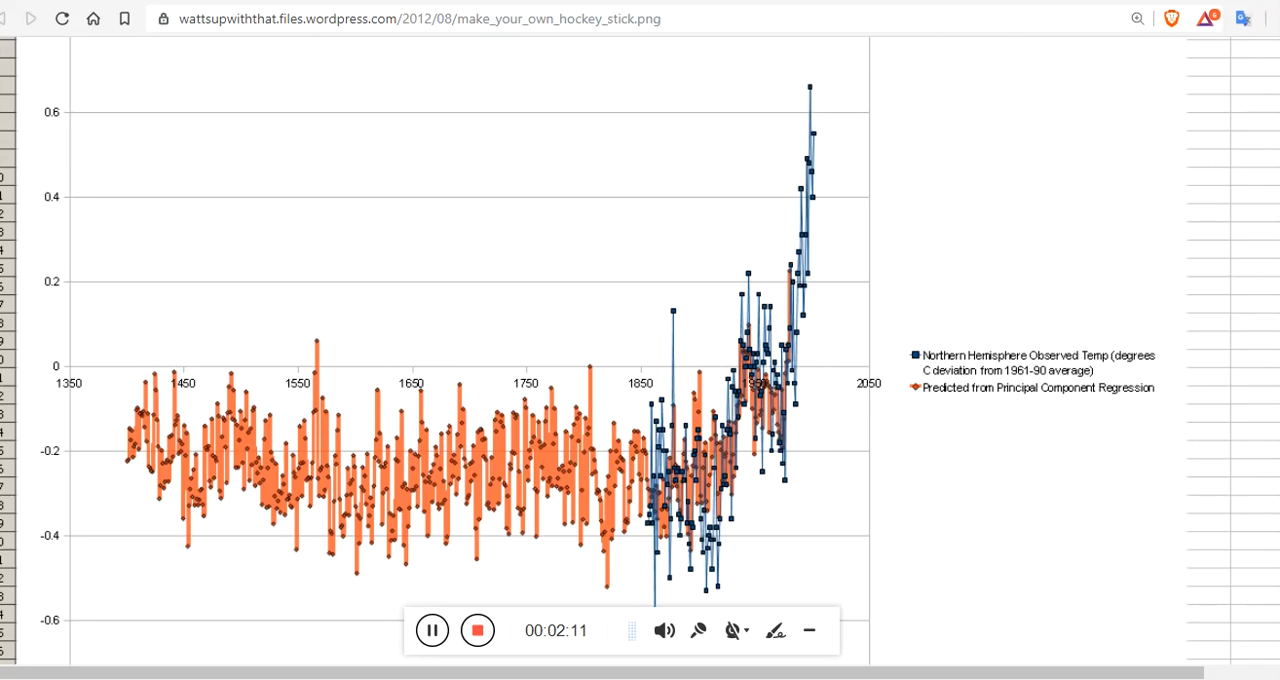 wattsupwiththat.files.wordpress.com/2012/08/make_your_own_hockey_stick.png
6
0.6
0.4
0.2
0
1350 1450 1550 1650 1750 1850 1950 2050
-0.2
-0.4
-0.6
Northern Hemisphere Observed Temp (degrees
C deviation from 1961-90 average)
Predicted from Principal Component Regression
00:02:11